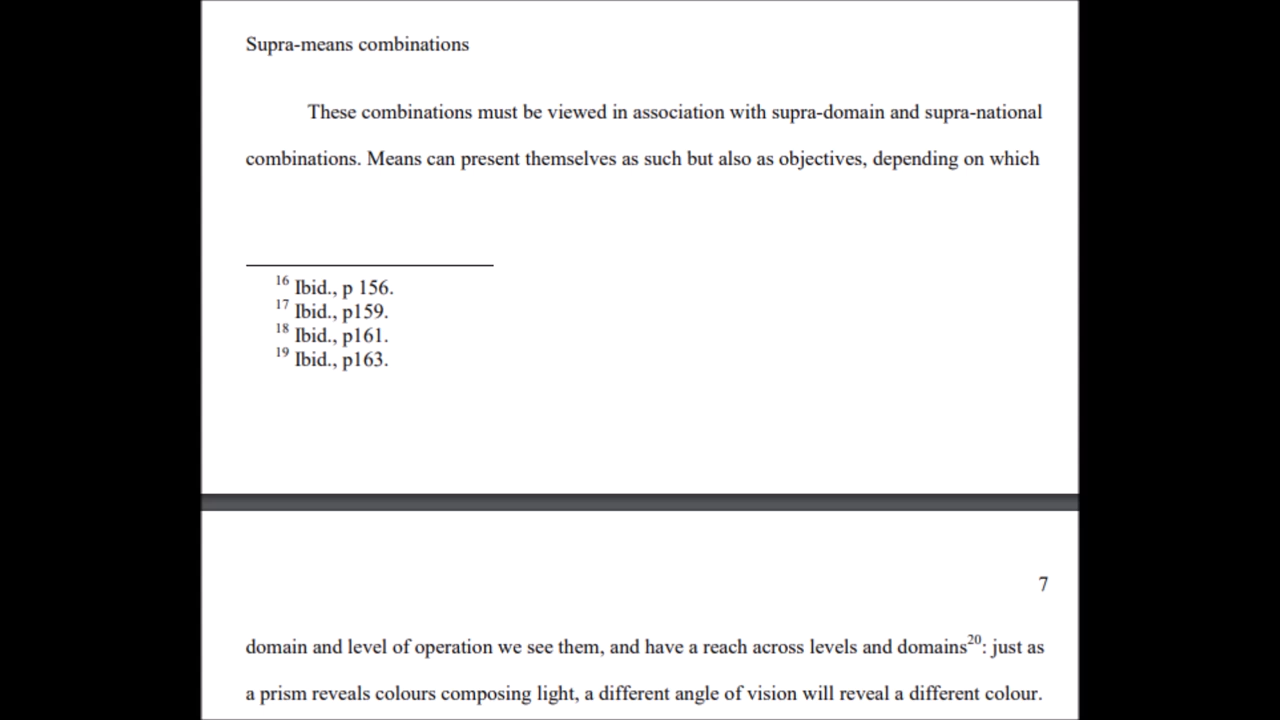 Supra-means combinations
These combinations must be viewed in association with supra-domain and supra-national
combinations. Means can present themselves as such but also as objectives, depending on which
16 Ibid., p 156.
17 Ibid., p159.
18 Ibid., p161.
19 Ibid., p163.
7
domain and level of operation we see them, and have a reach across levels and domains20: just as
a prism reveals colours composing light, a different angle of vision will reveal a different colour.